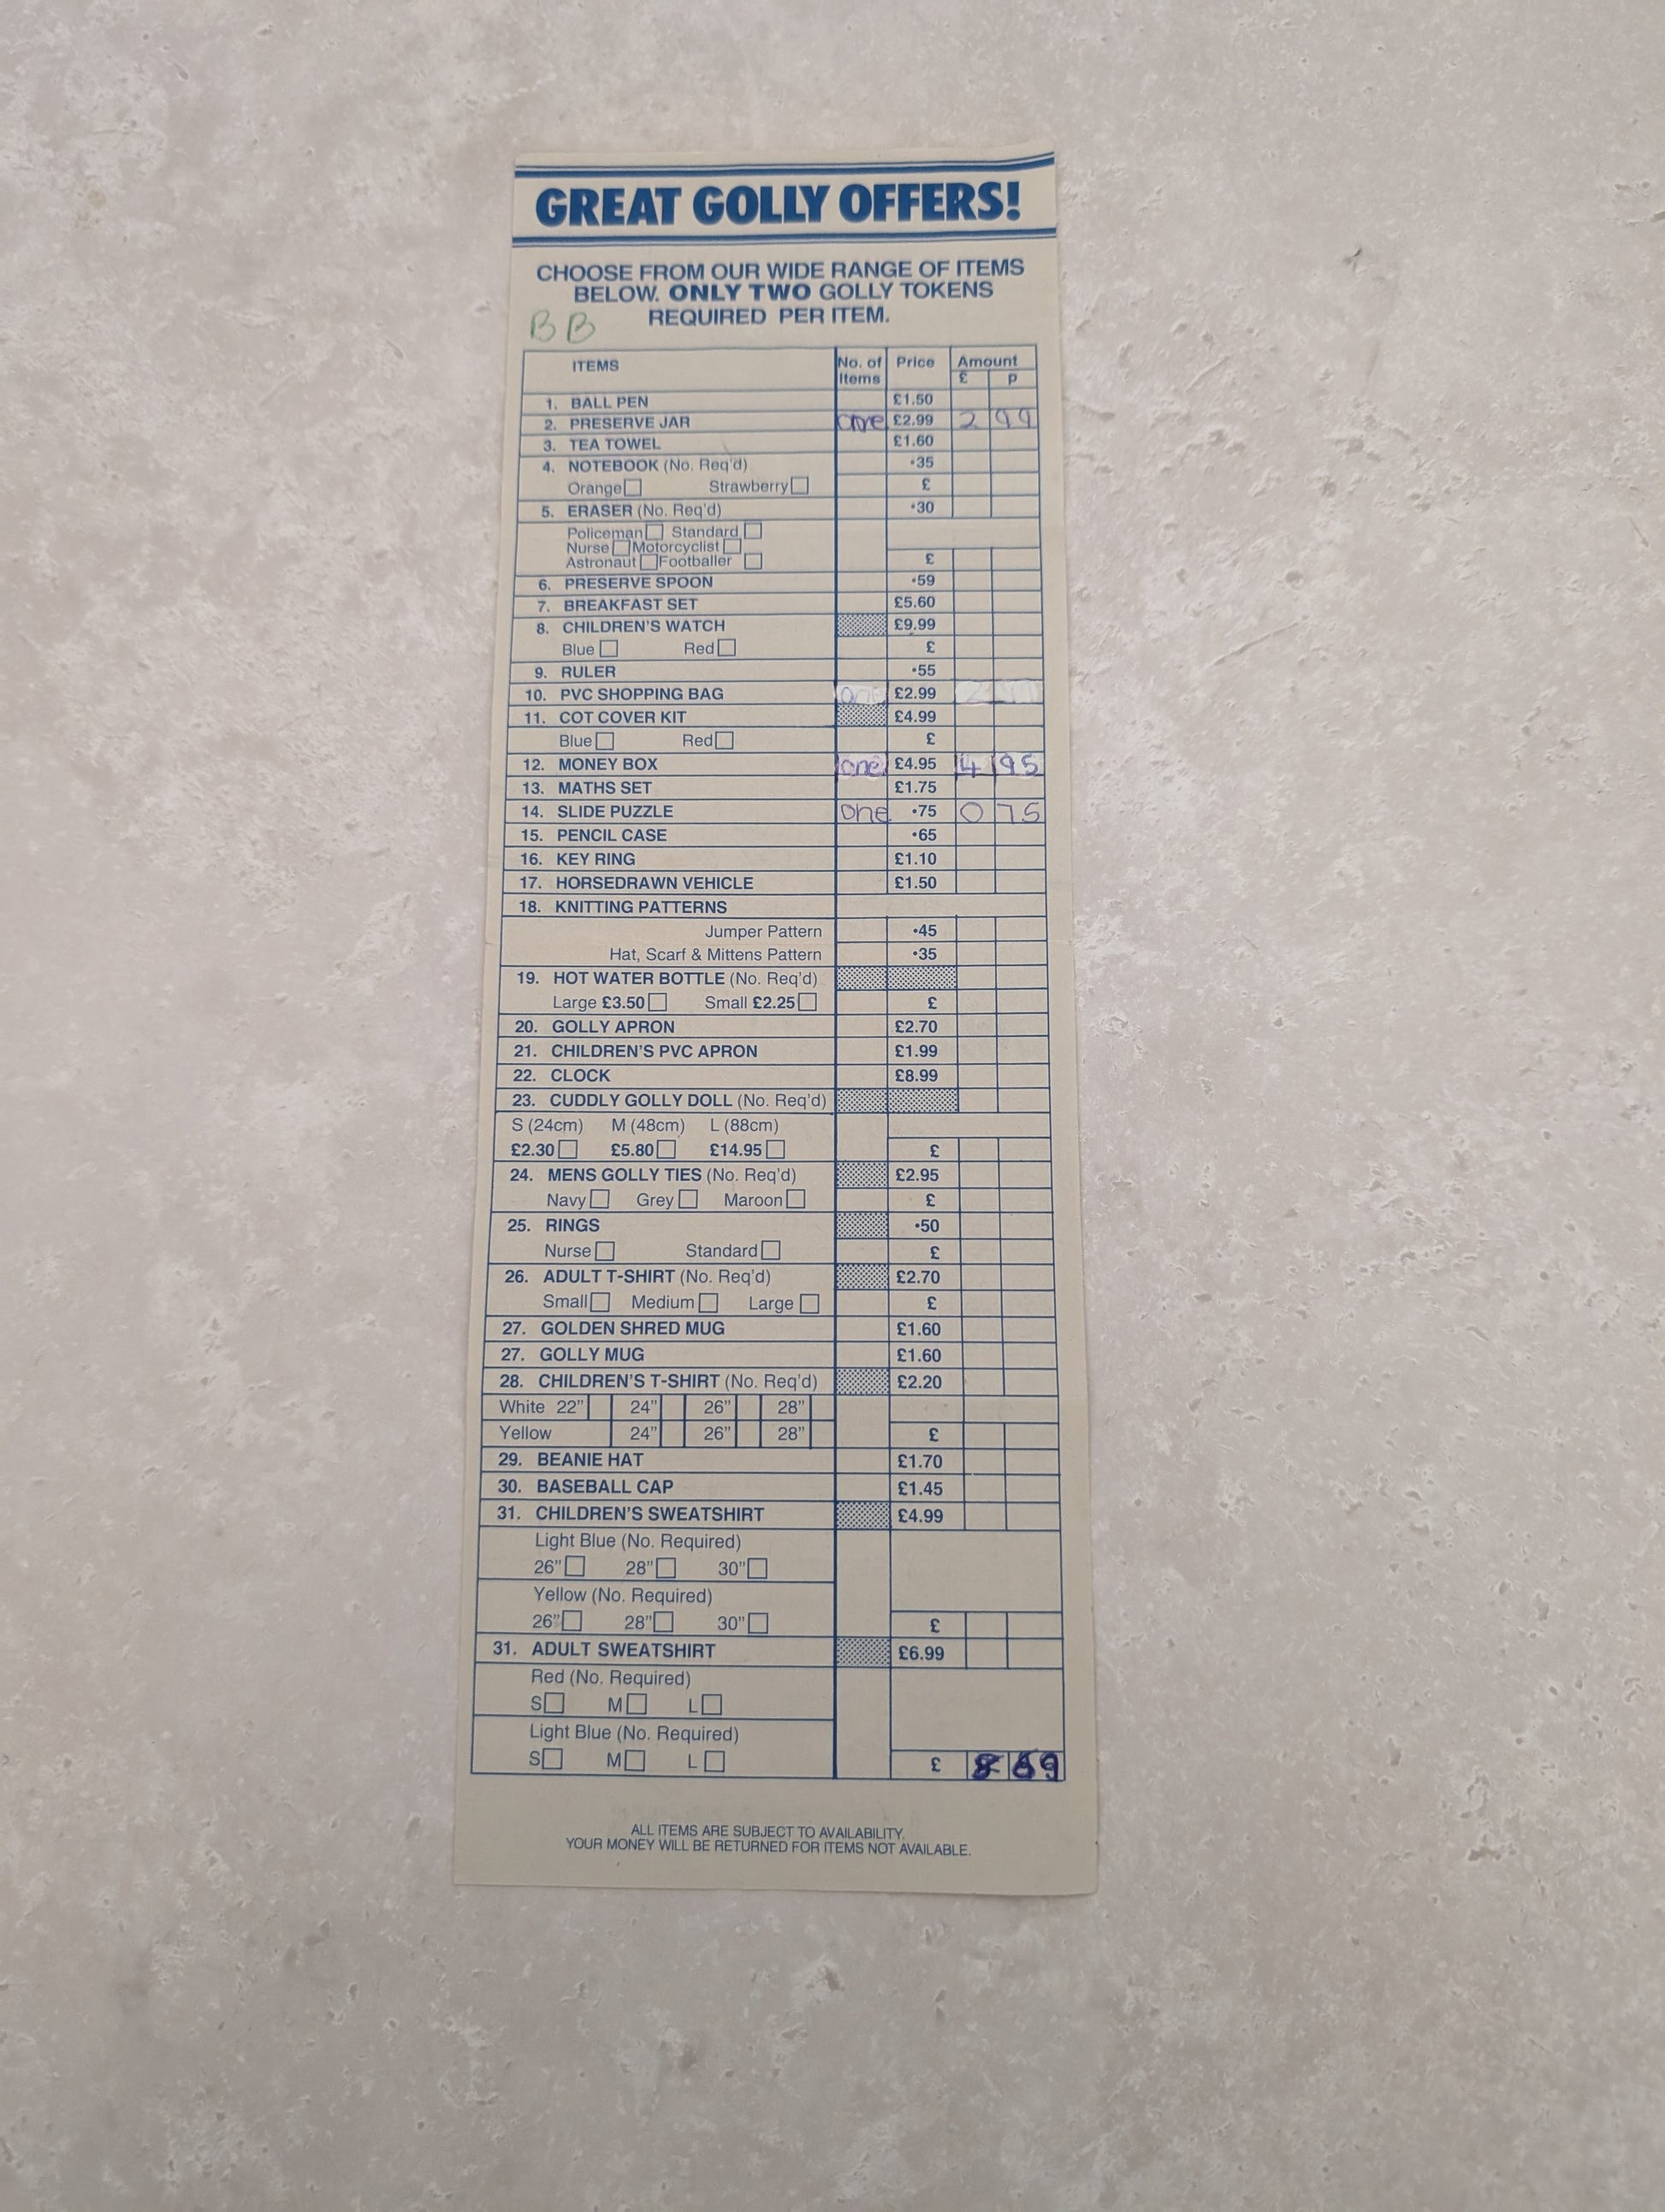 GREAT GOLLY OFFERS!
CHOOSE FROM OUR WIDE RANGE OF ITEMS
BELOW. ONLY TWO GOLLY TOKENS
REQUIRED PER ITEM.
BB
ITEMS No. of Items Price Amount £ p
1. BALL PEN £1.50
2. PRESERVE JAR one £2.99 2 99
3. TEA TOWEL £1.60
4. NOTEBOOK (No. Req'd) ·35
Orange Strawberry £
5. ERASER (No. Req'd) ·30
Policeman Standard
Nurse Motorcyclist
Astronaut Footballer £
6. PRESERVE SPOON ·59
7. BREAKFAST SET £5.60
8. CHILDREN'S WATCH £9.99
Blue Red £
9. RULER ·55
10. PVC SHOPPING BAG one £2.99 2
11. COT COVER KIT £4.99
Blue Red £
12. MONEY BOX one £4.95 4 95
13. MATHS SET £1.75
14. SLIDE PUZZLE one ·75 0 75
15. PENCIL CASE ·65
16. KEY RING £1.10
17. HORSEDRAWN VEHICLE £1.50
18. KNITTING PATTERNS
Jumper Pattern ·45
Hat, Scarf & Mittens Pattern ·35
19. HOT WATER BOTTLE (No. Req'd)
Large £3.50 Small £2.25 £
20. GOLLY APRON £2.70
21. CHILDREN'S PVC APRON £1.99
22. CLOCK £8.99
23. CUDDLY GOLLY DOLL (No. Req'd)
S (24cm) M (48cm) L (88cm)
£2.30 £5.80 £14.95 £
24. MENS GOLLY TIES (No. Req'd) £2.95
Navy Grey Maroon £
25. RINGS ·50
Nurse Standard £
26. ADULT T-SHIRT (No. Req'd) £2.70
Small Medium Large £
27. GOLDEN SHRED MUG £1.60
27. GOLLY MUG £1.60
28. CHILDREN'S T-SHIRT (No. Req'd) £2.20
White 22” 24” 26” 28”
Yellow 24” 26” 28” £
29. BEANIE HAT £1.70
30. BASEBALL CAP £1.45
31. CHILDREN'S SWEATSHIRT £4.99
Light Blue (No. Required)
26” 28” 30”
Yellow (No. Required)
26” 28” 30” £
31. ADULT SWEATSHIRT £6.99
Red (No. Required)
S M L
Light Blue (No. Required)
S M L £ 8 69
ALL ITEMS ARE SUBJECT TO AVAILABILITY.
YOUR MONEY WILL BE RETURNED FOR ITEMS NOT AVAILABLE.